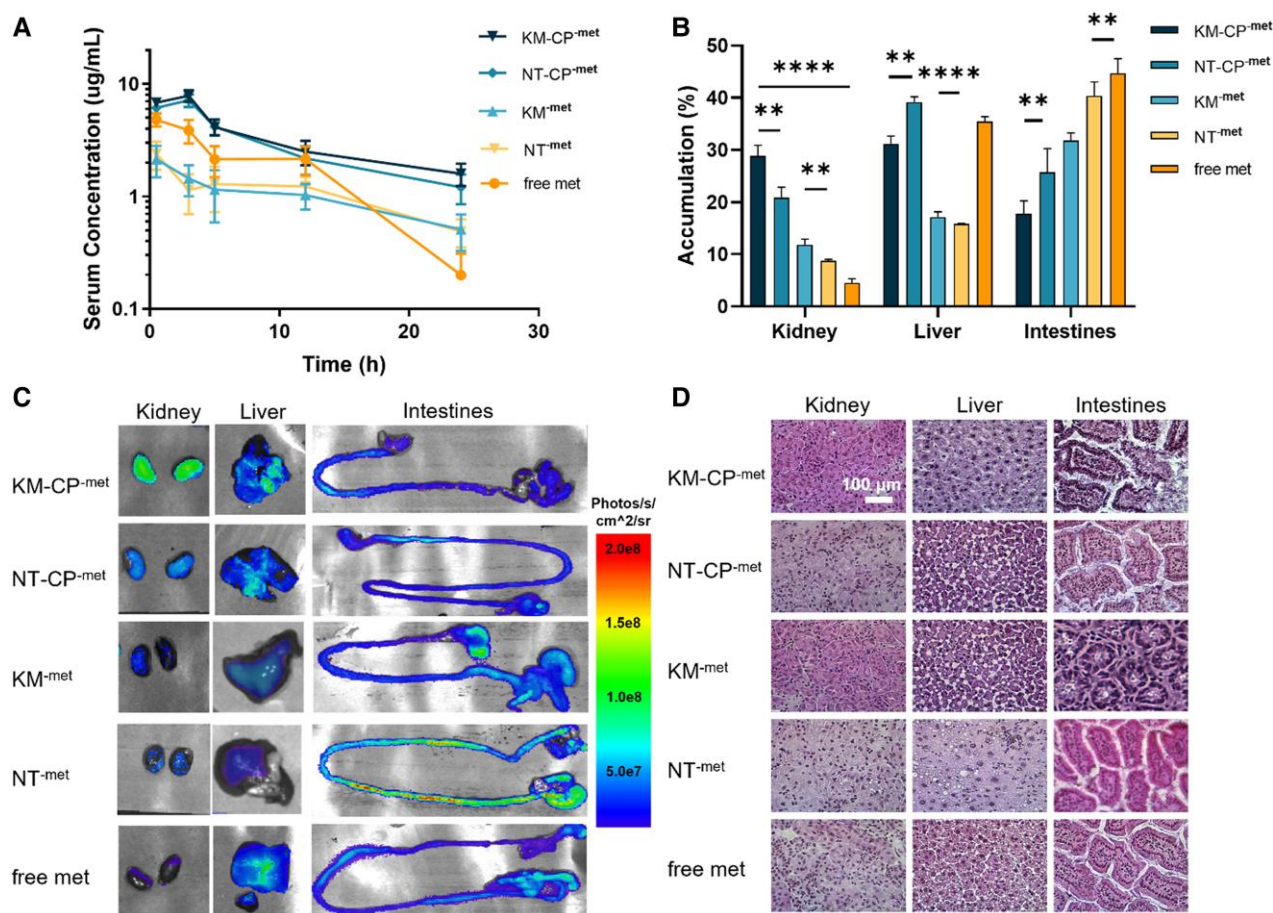 A
Serum Concentration (ug/mL)
10
1
0.1
0
10
20
30
Time (h)
KM-CP-met
NT-CP-met
KM-met
NT-met
free met
B
Accumulation (%)
50
40
30
20
10
0
**
****
**
**
****
**
**
Kidney
Liver
Intestines
KM-CP-met
NT-CP-met
KM-met
NT-met
free met
C
Kidney Liver Intestines
KM-CP-met
NT-CP-met
KM-met
NT-met
free met
Photos/s/
cm^2/sr
2.0e8
1.5e8
1.0e8
5.0e7
D
Kidney Liver Intestines
KM-CP-met
100 µm
NT-CP-met
KM-met
NT-met
free met